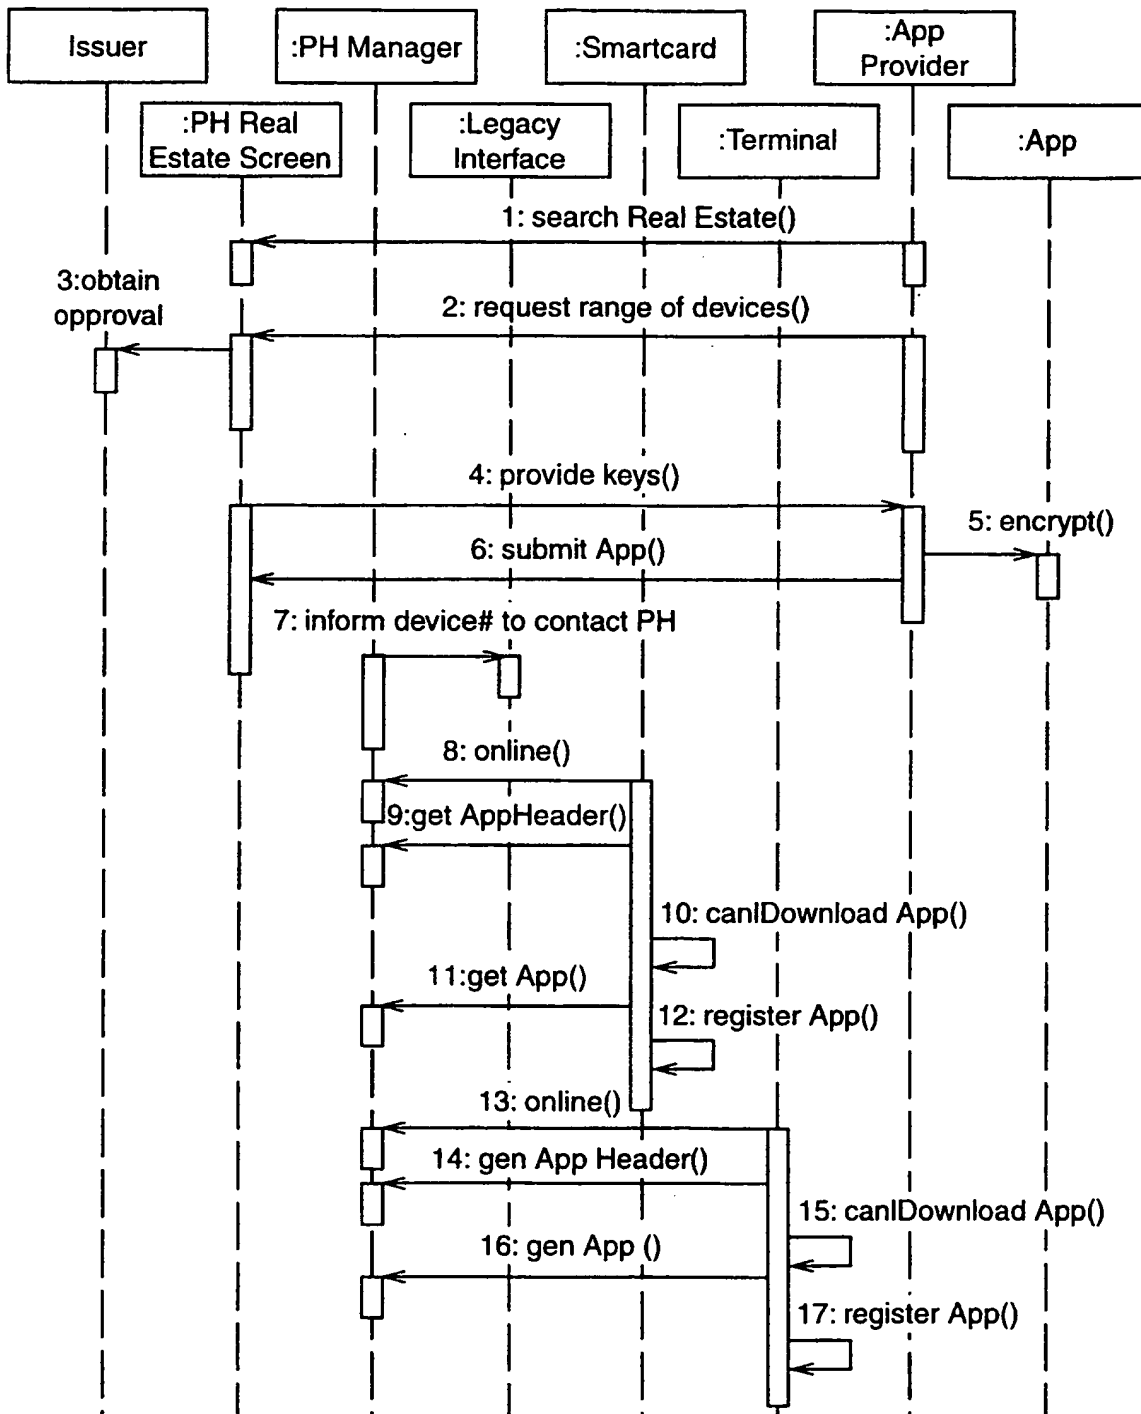 Issuer
:PH Manager
:Smartcard
:App
Provider
:PH Real
Estate Screen
:Legacy
Interface
:Terminal
:App
1: search Real Estate()
3:obtain
opproval
2: request range of devices()
4: provide keys()
5: encrypt()
6: submit App()
7: inform device# to contact PH
8: online()
9:get AppHeader()
10: canIDownload App()
11:get App()
12: register App()
13: online()
14: gen App Header()
15: canIDownload App()
16: gen App ()
17: register App()